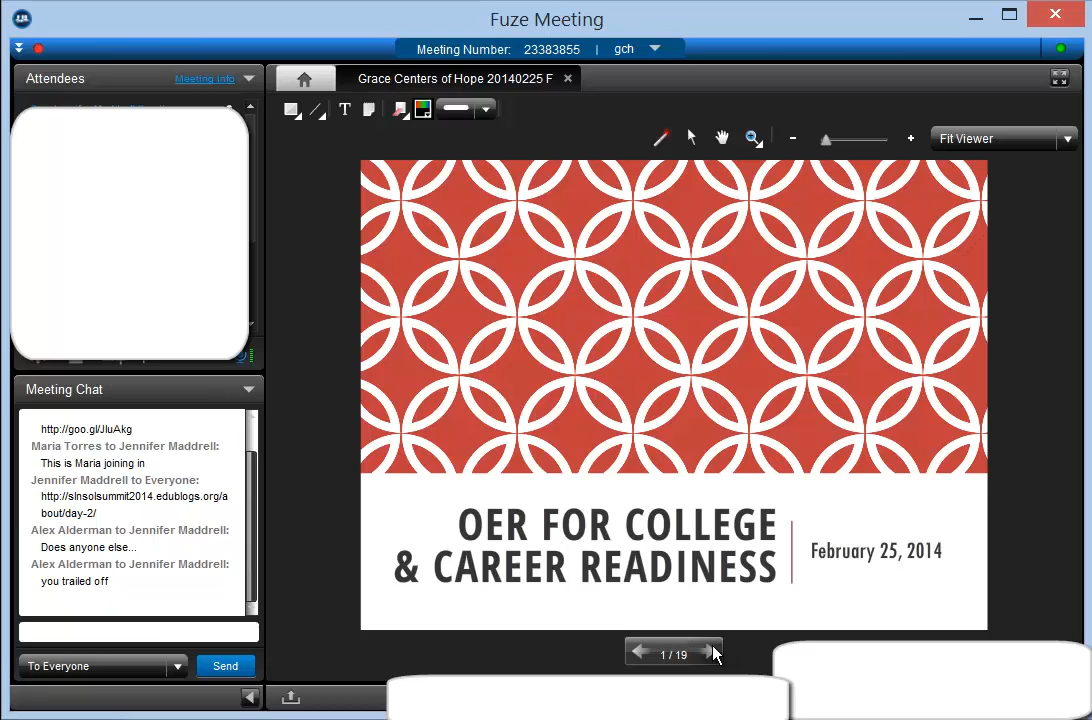 Fuze Meeting
Meeting Number: 23383855 | gch
Attendees
Meeting Info
Grace Centers of Hope 20140225 F
T
Fit Viewer
Meeting Chat
http://goo.gl/JluAkg
Maria Torres to Jennifer Maddrell:
This is Maria joining in
Jennifer Maddrell to Everyone:
http://slnsolsummit2014.edublogs.org/a
bout/day-2/
Alex Alderman to Jennifer Maddrell:
Does anyone else...
Alex Alderman to Jennifer Maddrell:
you trailed off
To Everyone
Send
OER FOR COLLEGE
& CAREER READINESS
February 25, 2014
1 / 19